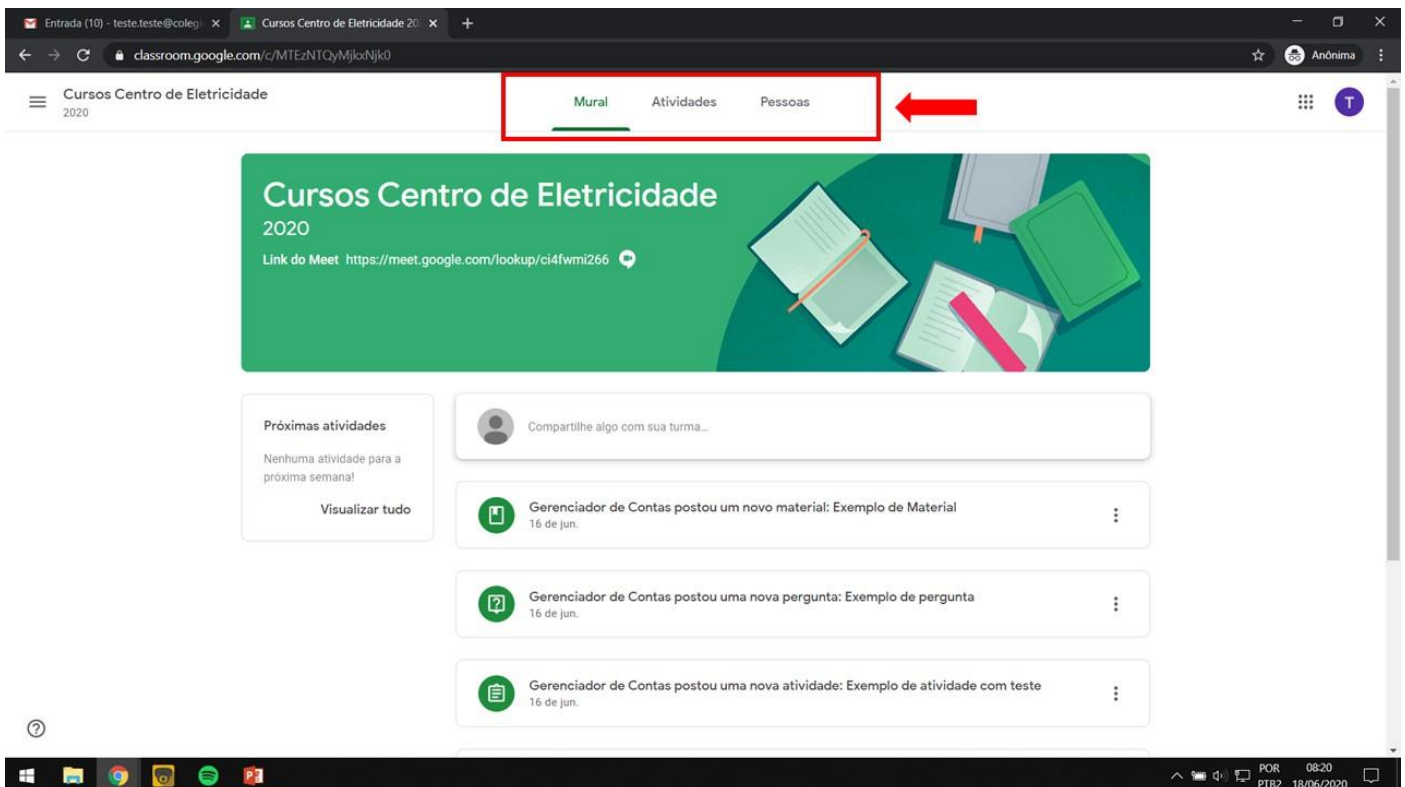 Entrada (10) - teste.teste@coleg
Cursos Centro de Eletricidade 20
classroom.google.com/c/MTEzNTQyMjkxNjk0
Anônima
Cursos Centro de Eletricidade
2020
Mural Atividades Pessoas
T
Cursos Centro de Eletricidade
2020
Link do Meet https://meet.google.com/lookup/ci4fwmi266
Próximas atividades
Nenhuma atividade para a
próxima semana!
Visualizar tudo
Compartilhe algo com sua turma...
Gerenciador de Contas postou um novo material: Exemplo de Material
16 de jun.
Gerenciador de Contas postou uma nova pergunta: Exemplo de pergunta
16 de jun.
Gerenciador de Contas postou uma nova atividade: Exemplo de atividade com teste
16 de jun.
POR 08:20
PTB2 18/06/2020